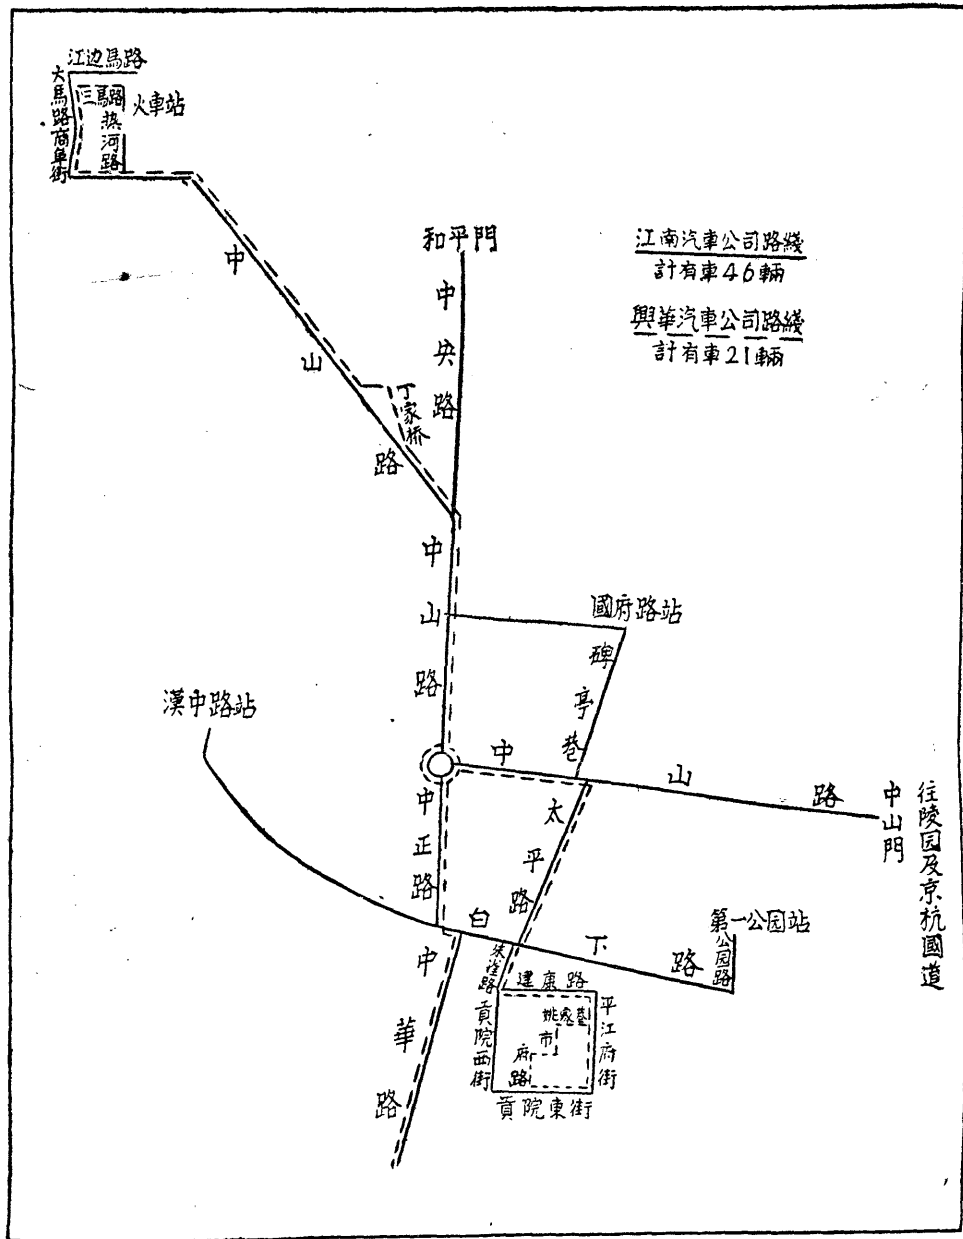 江边馬路
大馬路商阜街
三馬路
热河路
火車站
中山路
和平門
中央路
江南汽車公司路綫
計有車46輛
興華汽車公司路綫
計有車21輛
丁家桥
中山路
國府路站
碑亭巷
漢中路站
中山路
中山門
往陵园及京杭國道
中正路
太平路
白下路
第一公园站
公园路
朱雀路
建康路
中華路
貢院西街
姚家巷
市府路
平江府街
貢院東街